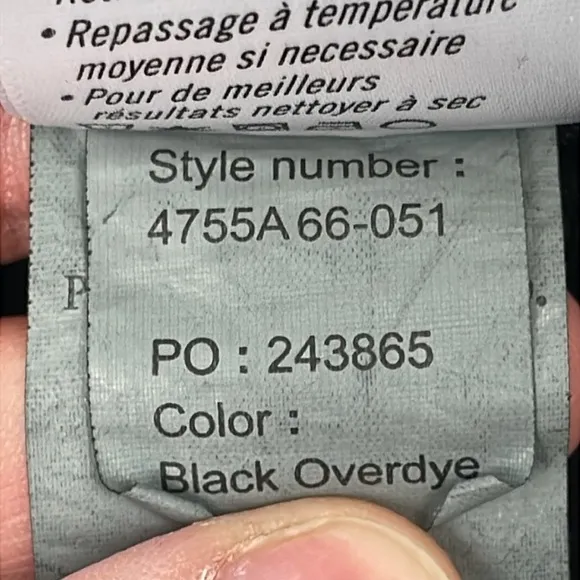 • Repassage à température
moyenne si necessaire
• Pour de meilleurs
résultats nettoyer à sec
Style number :
4755A66-051
P
PO : 243865
Color :
Black Overdye